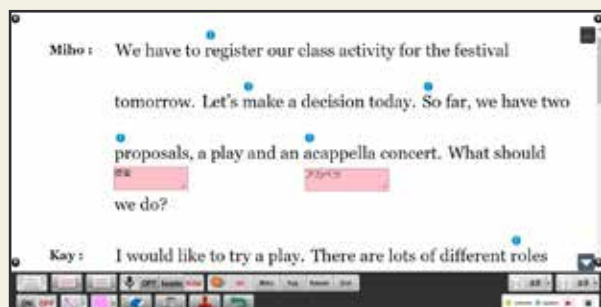 Miho : We have to register our class activity for the festival
tomorrow. Let's make a decision today. So far, we have two
proposals, a play and an acappella concert. What should
アカペラ
we do?
Kay : I would like to try a play. There are lots of different roles